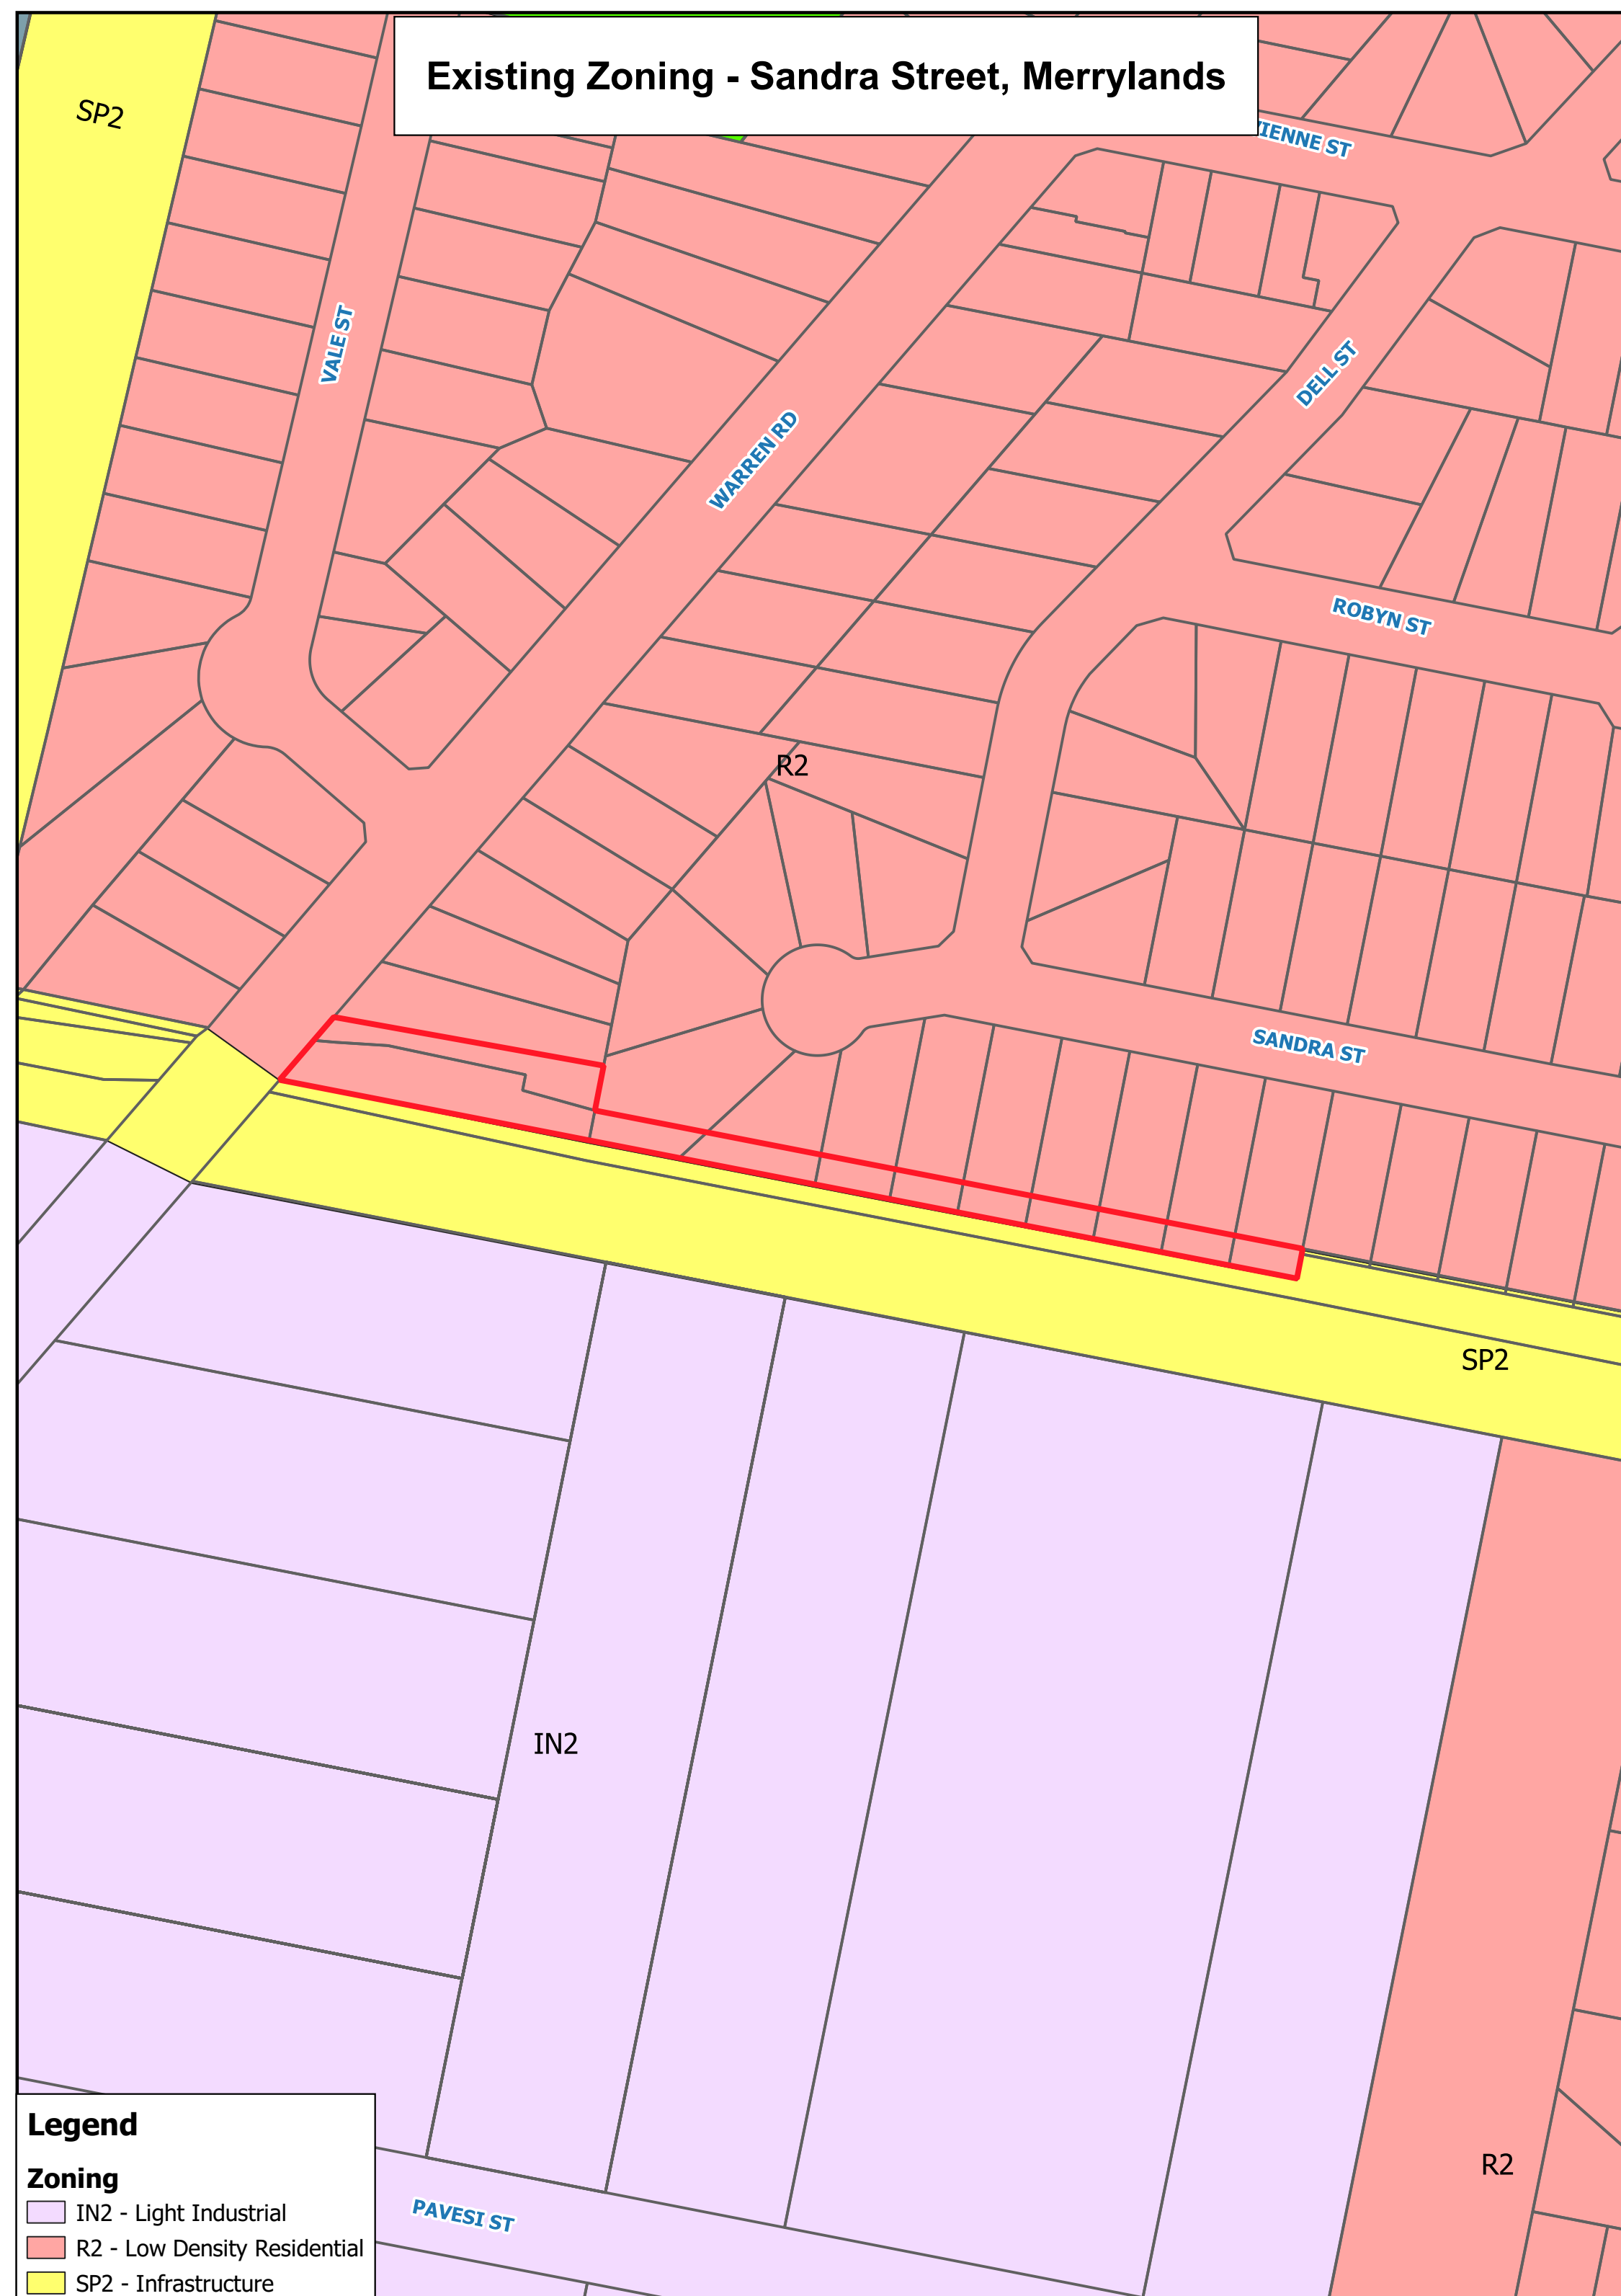 Existing Zoning - Sandra Street, Merrylands
SP2
VALE ST
WARREN RD
DELL ST
ROBYN ST
R2
SANDRA ST
SP2
IN2
R2
PAVESI ST
Legend
Zoning
IN2 - Light Industrial
R2 - Low Density Residential
SP2 - Infrastructure